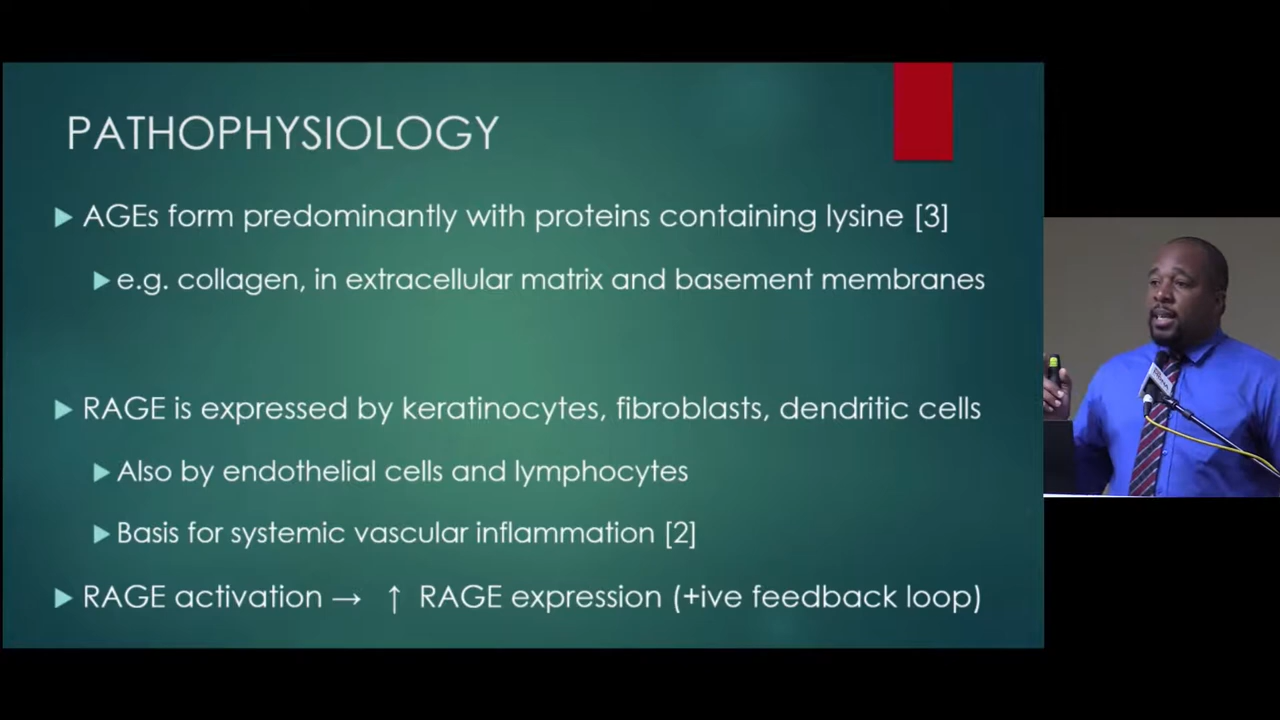 PATHOPHYSIOLOGY
AGEs form predominantly with proteins containing lysine [3]
e.g. collagen, in extracellular matrix and basement membranes
RAGE is expressed by keratinocytes, fibroblasts, dendritic cells
Also by endothelial cells and lymphocytes
Basis for systemic vascular inflammation [2]
RAGE activation → ↑ RAGE expression (+ive feedback loop)